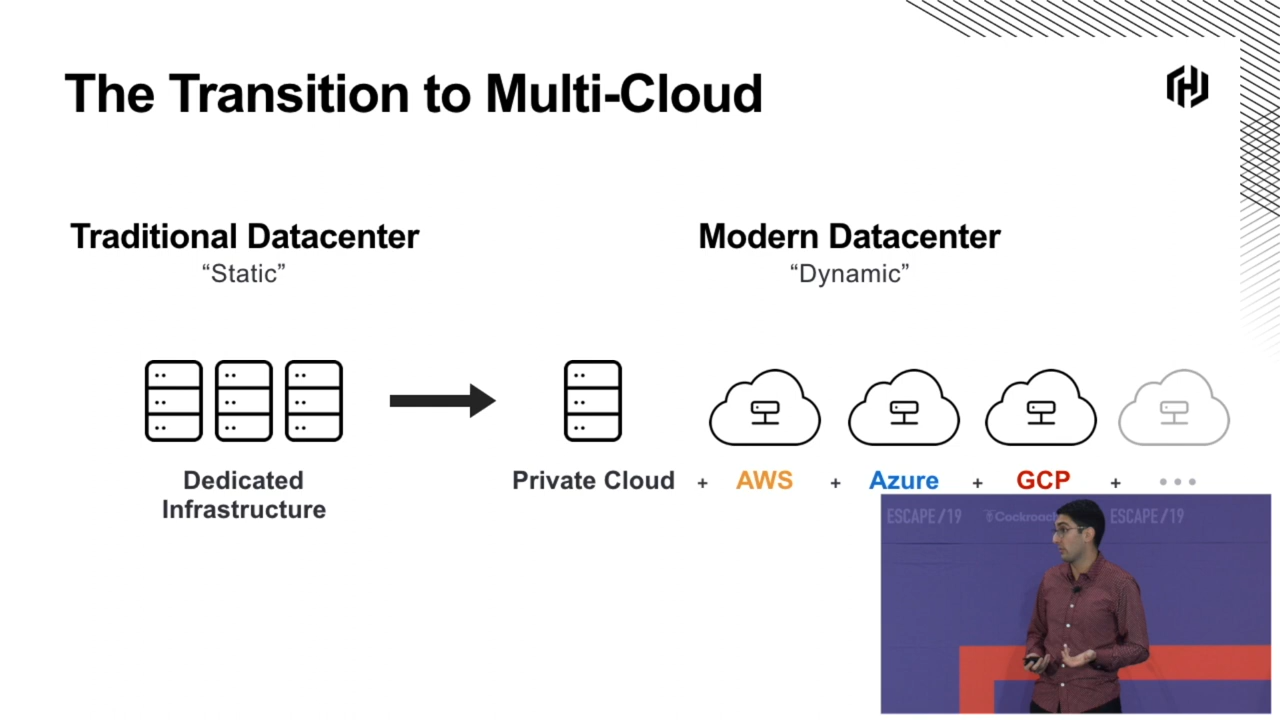 The Transition to Multi-Cloud
Traditional Datacenter
“Static”
Modern Datacenter
“Dynamic”
Dedicated
Infrastructure
Private Cloud + AWS + Azure + GCP + •••
ESCAPE/19
ESCAPE/19